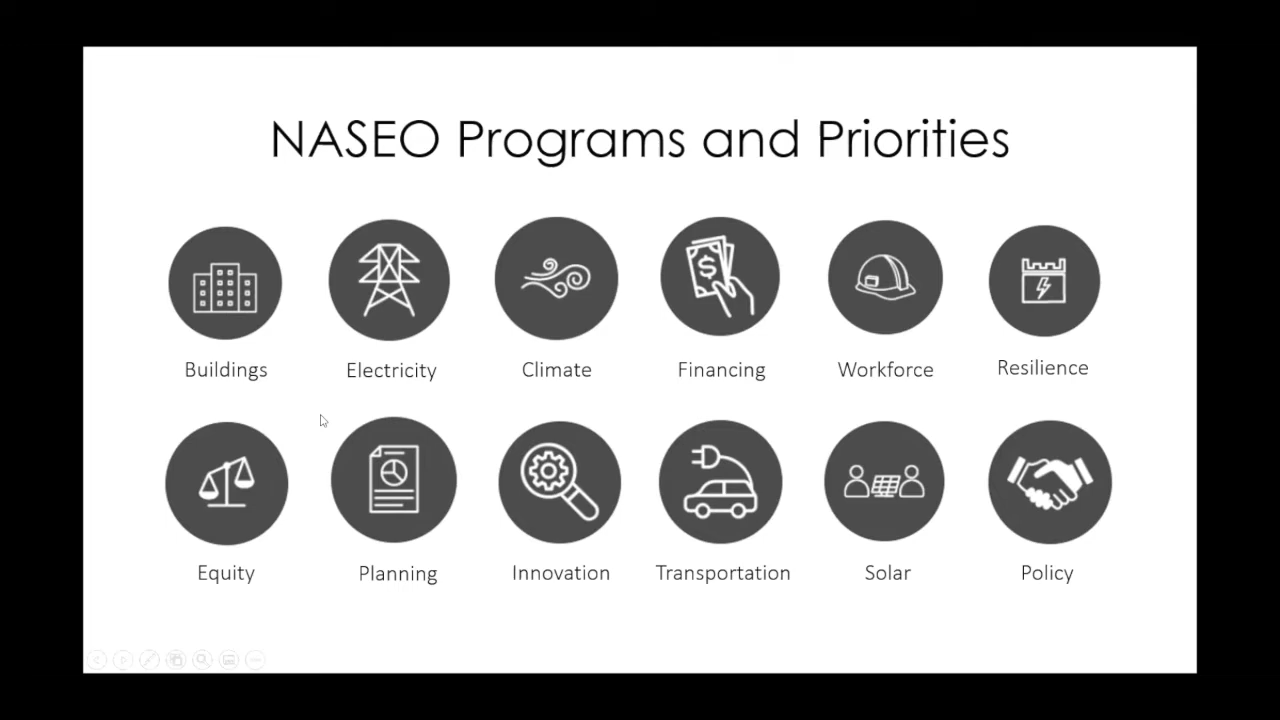 NASEO Programs and Priorities
Buildings Electricity Climate Financing Workforce Resilience
Equity Planning Innovation Transportation Solar Policy